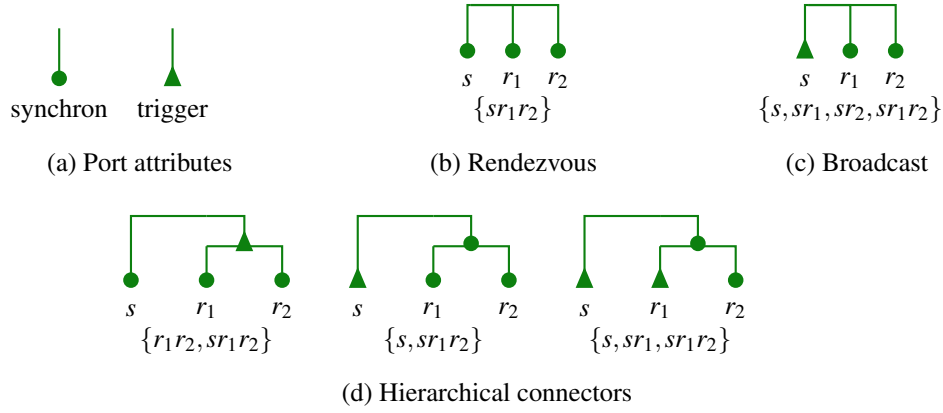 synchron trigger
(a) Port attributes
s r₁ r₂
{sr₁r₂}
(b) Rendezvous
s r₁ r₂
{s, sr₁, sr₂, sr₁r₂}
(c) Broadcast
s r₁ r₂
{r₁r₂, sr₁r₂}
s r₁ r₂
{s, sr₁r₂}
s r₁ r₂
{s, sr₁, sr₁r₂}
(d) Hierarchical connectors